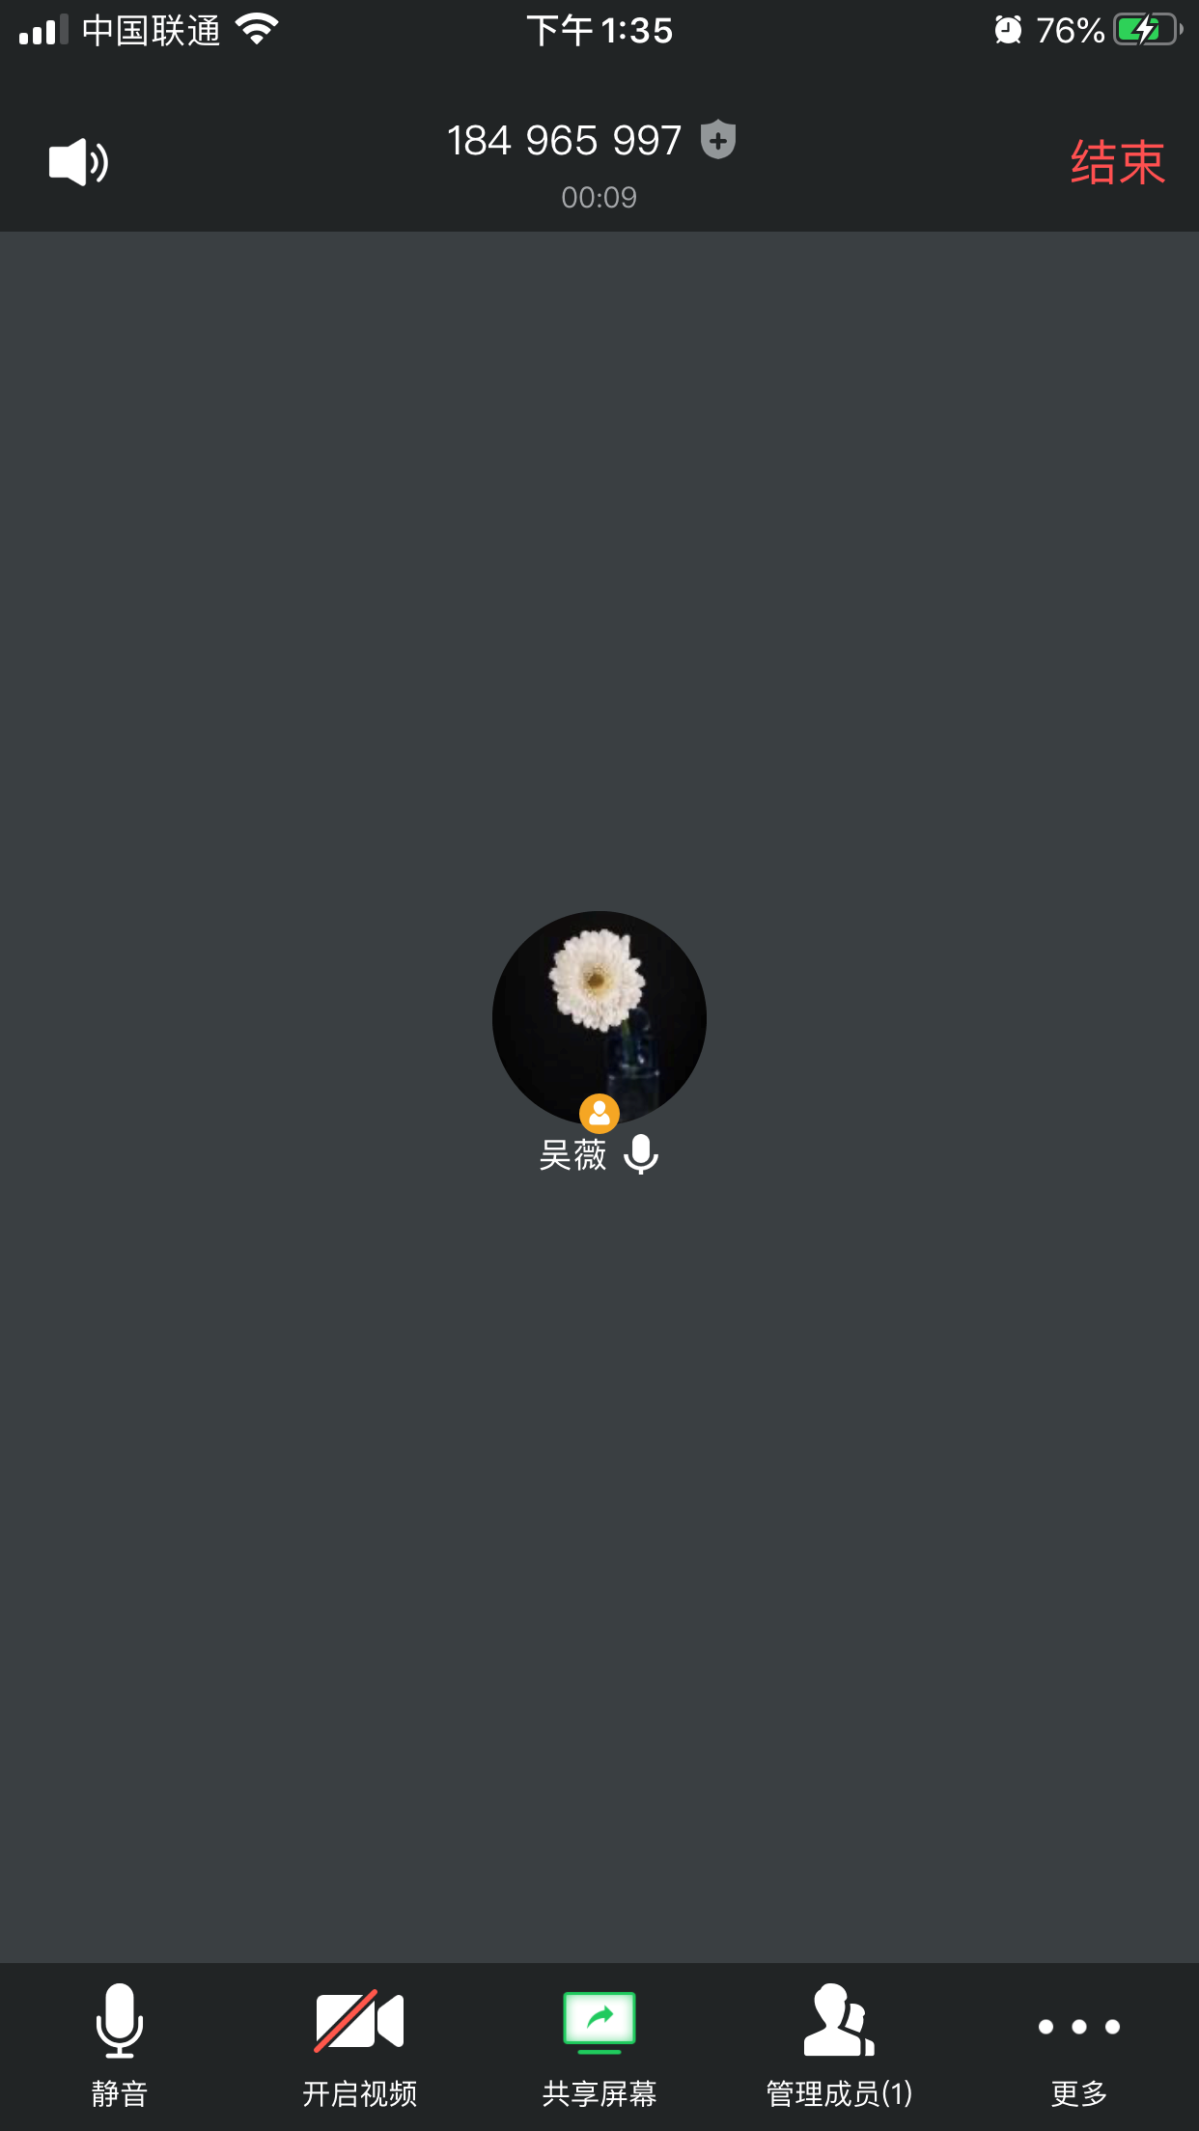 中国联通 下午1:35 76%
184 965 997
00:09
结束
吴薇
静音 开启视频 共享屏幕 管理成员(1) 更多